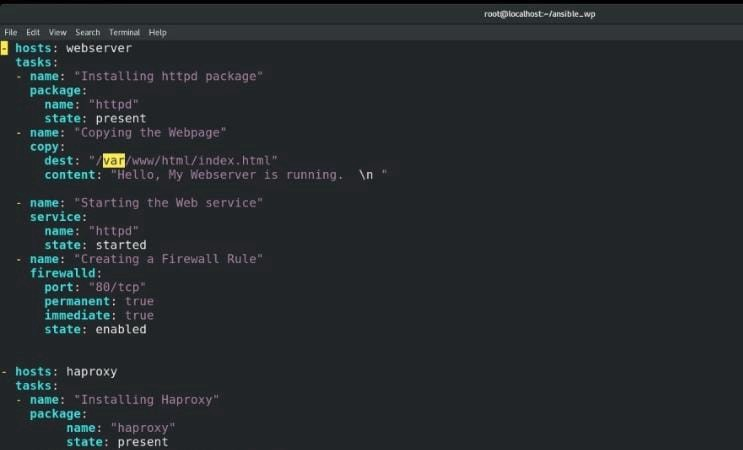 root@localhost:~/ansible_wp
File Edit View Search Terminal Help
- hosts: webserver
  tasks:
  - name: "Installing httpd package"
    package:
      name: "httpd"
      state: present
  - name: "Copying the Webpage"
    copy:
      dest: "/var/www/html/index.html"
      content: "Hello, My Webserver is running.  \n "
  - name: "Starting the Web service"
    service:
      name: "httpd"
      state: started
  - name: "Creating a Firewall Rule"
    firewalld:
      port: "80/tcp"
      permanent: true
      immediate: true
      state: enabled
- hosts: haproxy
  tasks:
  - name: "Installing Haproxy"
    package:
         name: "haproxy"
         state: present